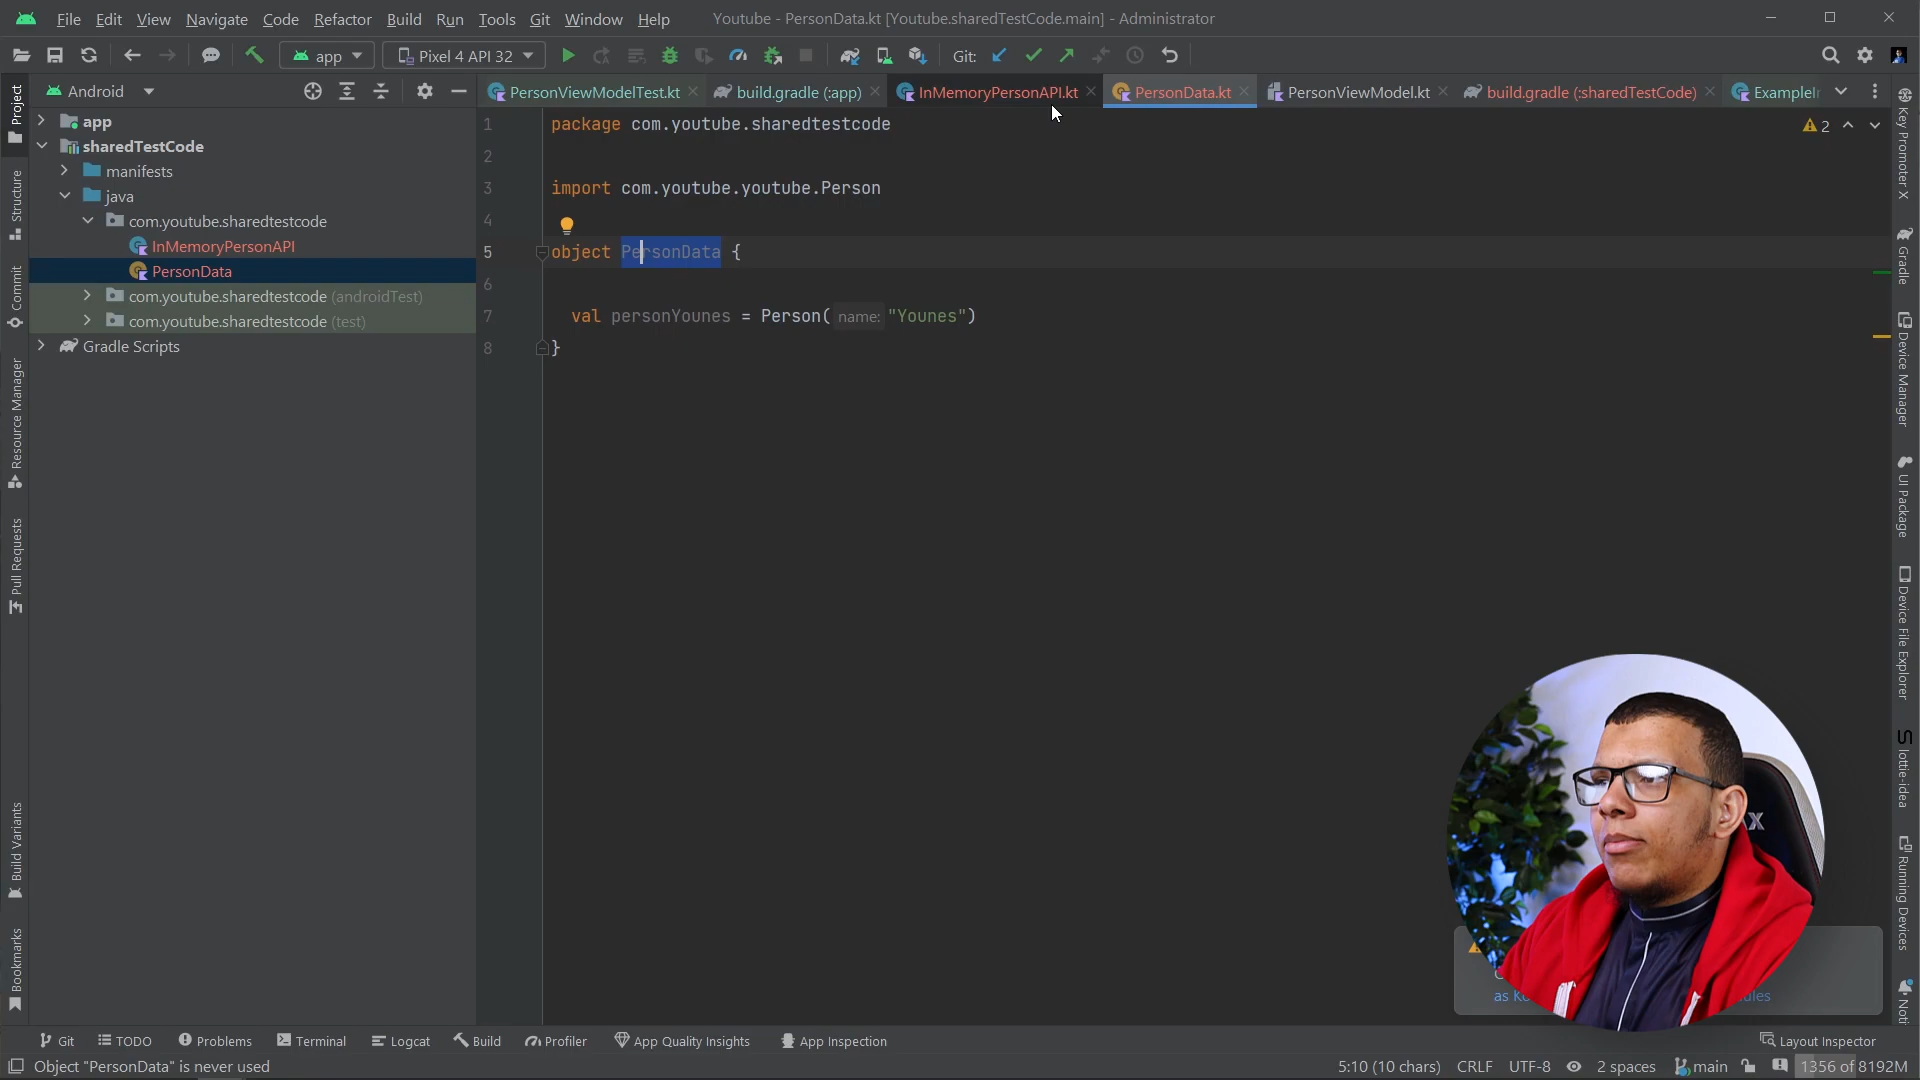 File Edit View Navigate Code Refactor Build Run Tools Git Window Help Youtube - PersonData.kt [Youtube.sharedTestCode.main] - Administrator
app Pixel 4 API 32 Git:
Android
PersonViewModelTest.kt build.gradle (:app) InMemoryPersonAPI.kt PersonData.kt PersonViewModel.kt build.gradle (:sharedTestCode)
app
sharedTestCode
manifests
java
com.youtube.sharedtestcode
InMemoryPersonAPI
PersonData
com.youtube.sharedtestcode (androidTest)
com.youtube.sharedtestcode (test)
Gradle Scripts
1 package com.youtube.sharedtestcode
2
3 import com.youtube.youtube.Person
4
5 object PersonData {
6
7 val personYounes = Person( name: "Younes")
8 }
2
Project
Structure
Commit
Resource Manager
Pull Requests
Build Variants
Bookmarks
Key Promoter X
Gradle
Device Manager
UI Package
Device File Explorer
lottie-idea
Running Devices
Git TODO Problems Terminal Logcat Build Profiler App Quality Insights App Inspection Layout Inspector
Object "PersonData" is never used 5:10 (10 chars) CRLF UTF-8 2 spaces main 1356 of 8192M